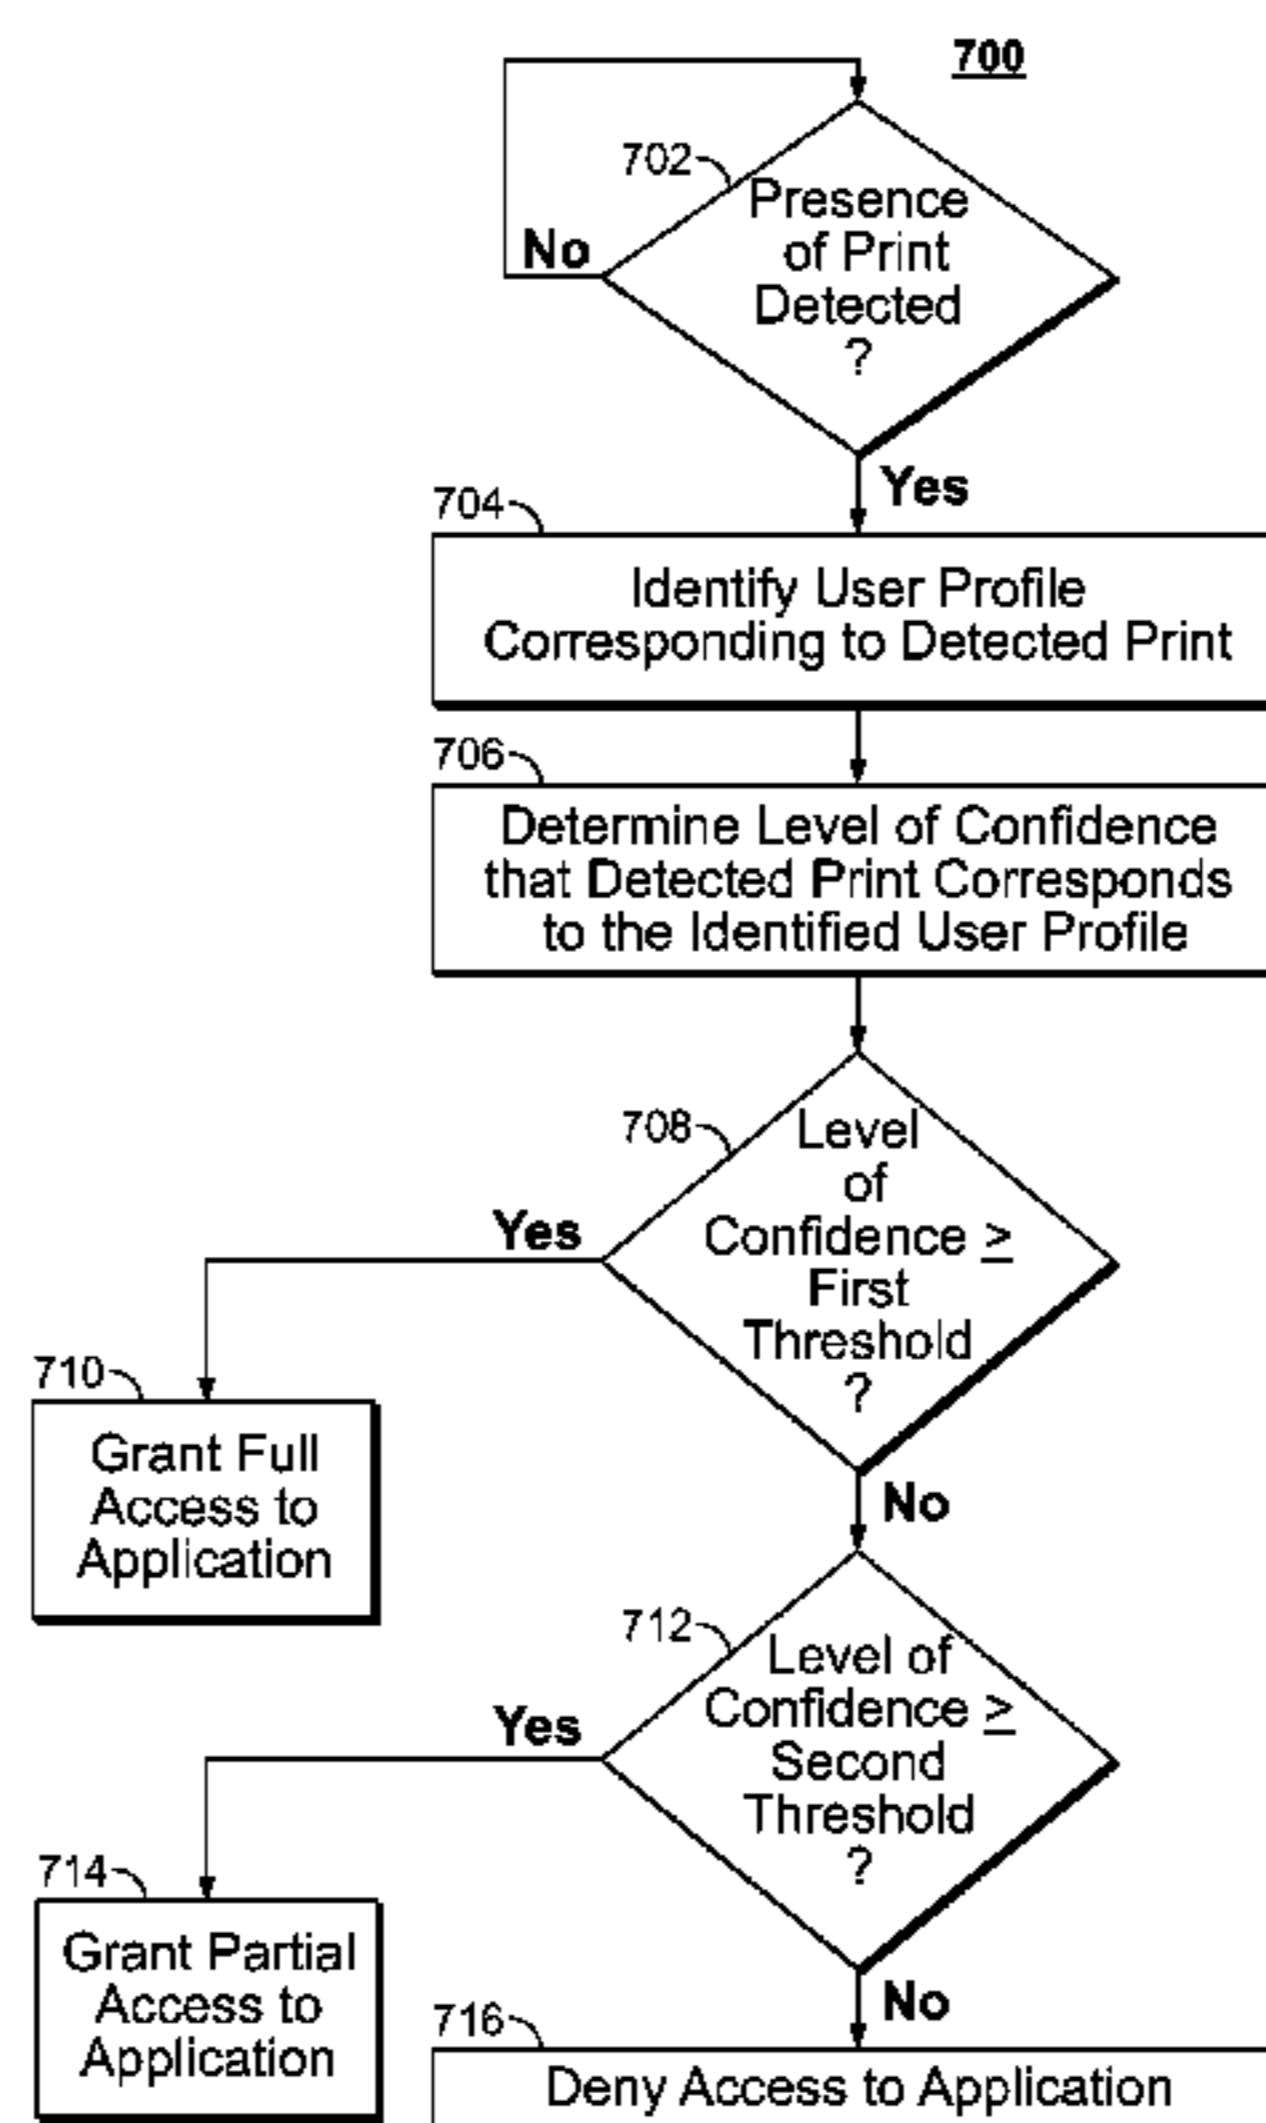 700
702
Presence
of Print
Detected
?
No
Yes
704
Identify User Profile
Corresponding to Detected Print
706
Determine Level of Confidence
that Detected Print Corresponds
to the Identified User Profile
708
Level
of
Confidence ≥
First
Threshold
?
Yes
710
Grant Full
Access to
Application
No
712
Level of
Confidence ≥
Second
Threshold
?
Yes
714
Grant Partial
Access to
Application
No
716
Deny Access to Application